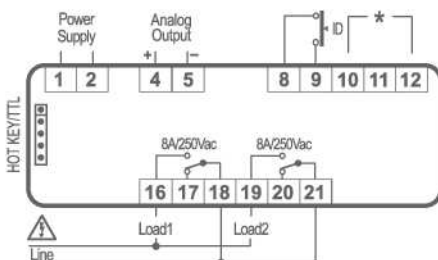 Power Supply
Analog Output
+ −
ID
*
1 2 4 5 8 9 10 11 12
HOT KEY/TTL
8A/250Vac 8A/250Vac
16 17 18 19 20 21
Load1 Load2
Line